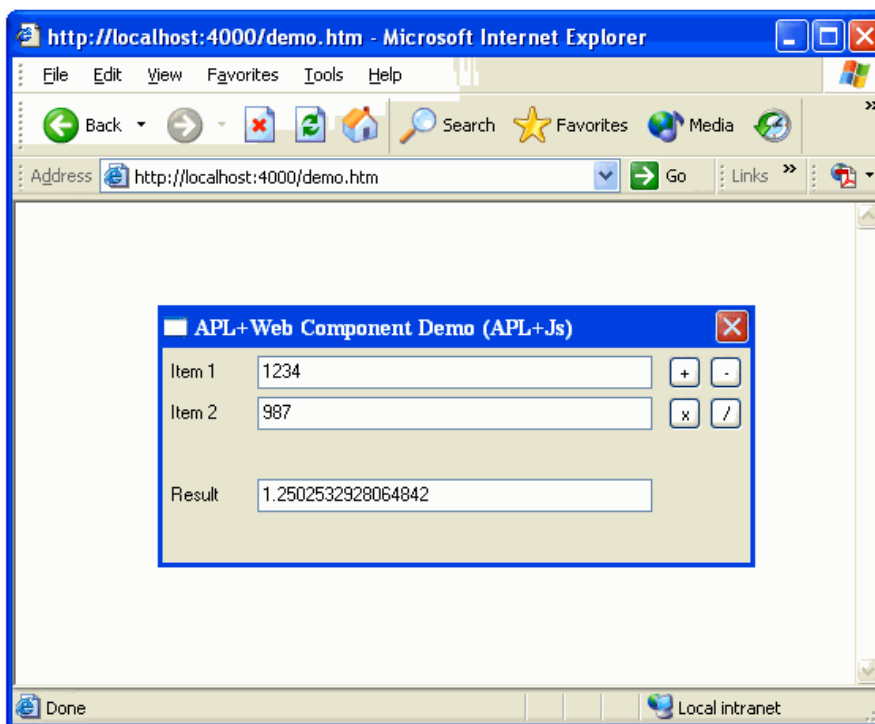 http://localhost:4000/demo.htm - Microsoft Internet Explorer
File Edit View Favorites Tools Help
Back Search Favorites Media »
Address http://localhost:4000/demo.htm Go Links »
APL+Web Component Demo (APL+Js)
Item 1 1234 + -
Item 2 987 x /
Result 1.2502532928064842
Done Local intranet